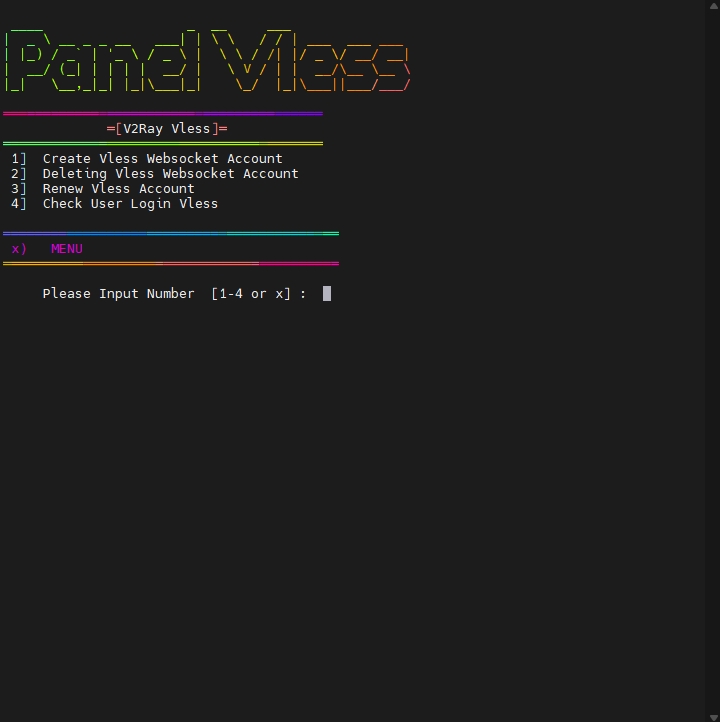 Panel Vless
=[V2Ray Vless]=
1] Create Vless Websocket Account
2] Deleting Vless Websocket Account
3] Renew Vless Account
4] Check User Login Vless
x) MENU
Please Input Number [1-4 or x] :